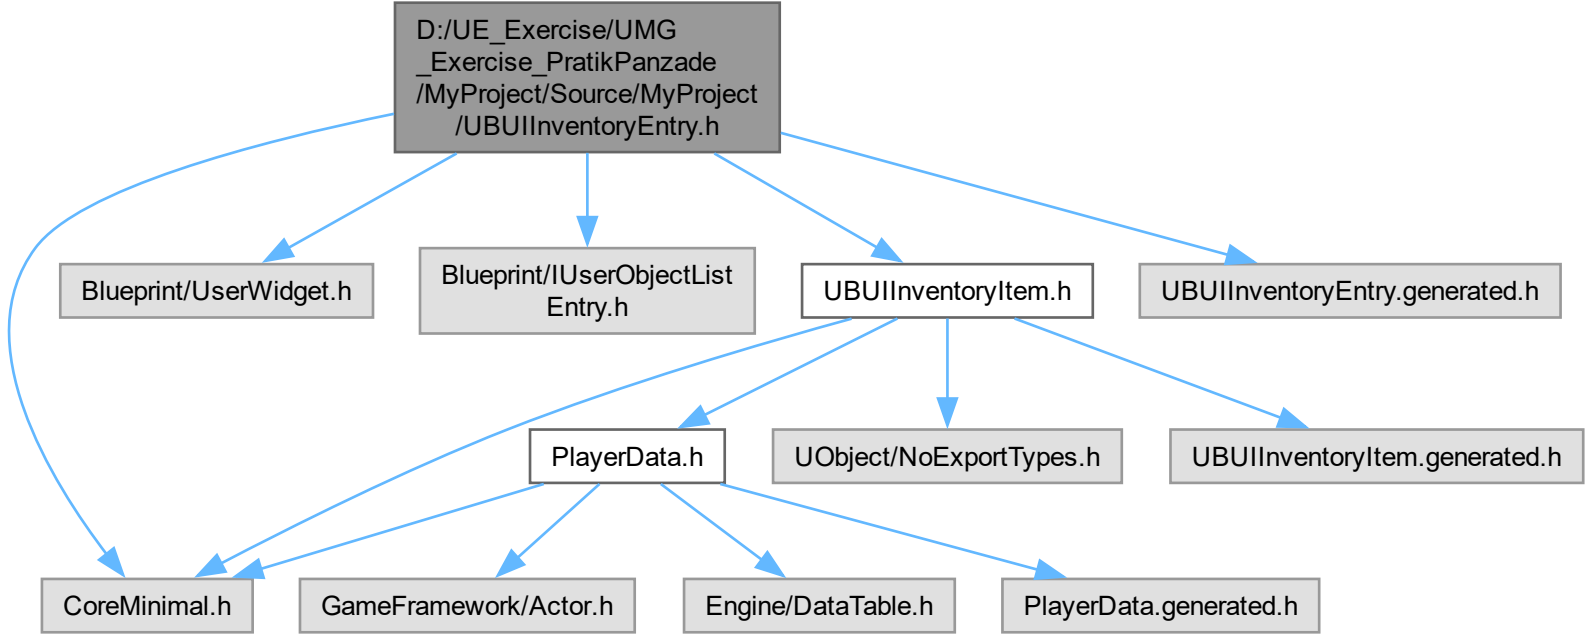 D:/UE_Exercise/UMG
_Exercise_PratikPanzade
/MyProject/Source/MyProject
/UBUIInventoryEntry.h
Blueprint/UserWidget.h
Blueprint/IUserObjectList
Entry.h
UBUIInventoryItem.h
UBUIInventoryEntry.generated.h
PlayerData.h
UObject/NoExportTypes.h
UBUIInventoryItem.generated.h
CoreMinimal.h
GameFramework/Actor.h
Engine/DataTable.h
PlayerData.generated.h